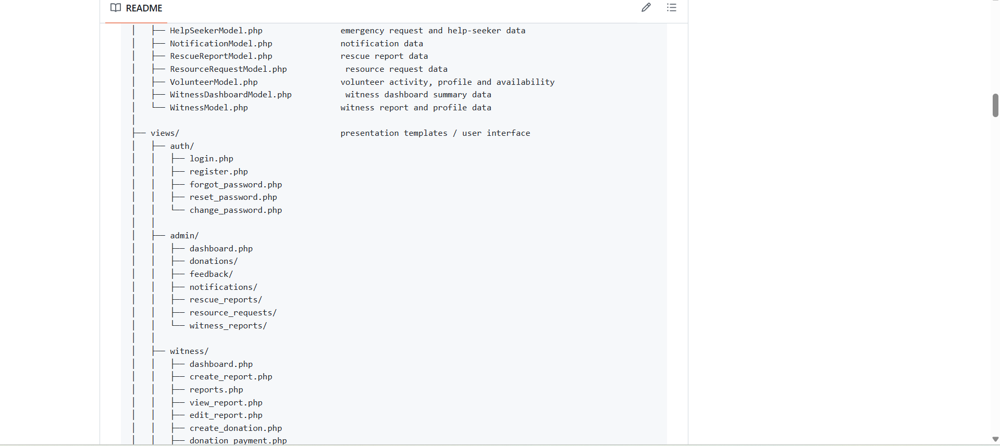 README
│   ├── HelpSeekerModel.php                emergency request and help-seeker data
│   ├── NotificationModel.php              notification data
│   ├── RescueReportModel.php              rescue report data
│   ├── ResourceRequestModel.php            resource request data
│   ├── VolunteerModel.php                 volunteer activity, profile and availability
│   ├── WitnessDashboardModel.php           witness dashboard summary data
│   └── WitnessModel.php                   witness report and profile data
│
├── views/                                 presentation templates / user interface
│   ├── auth/
│   │   ├── login.php
│   │   ├── register.php
│   │   ├── forgot_password.php
│   │   ├── reset_password.php
│   │   └── change_password.php
│   │
│   ├── admin/
│   │   ├── dashboard.php
│   │   ├── donations/
│   │   ├── feedback/
│   │   ├── notifications/
│   │   ├── rescue_reports/
│   │   ├── resource_requests/
│   │   └── witness_reports/
│   │
│   ├── witness/
│   │   ├── dashboard.php
│   │   ├── create_report.php
│   │   ├── reports.php
│   │   ├── view_report.php
│   │   ├── edit_report.php
│   │   ├── create_donation.php
│   │   ├── donation_payment.php